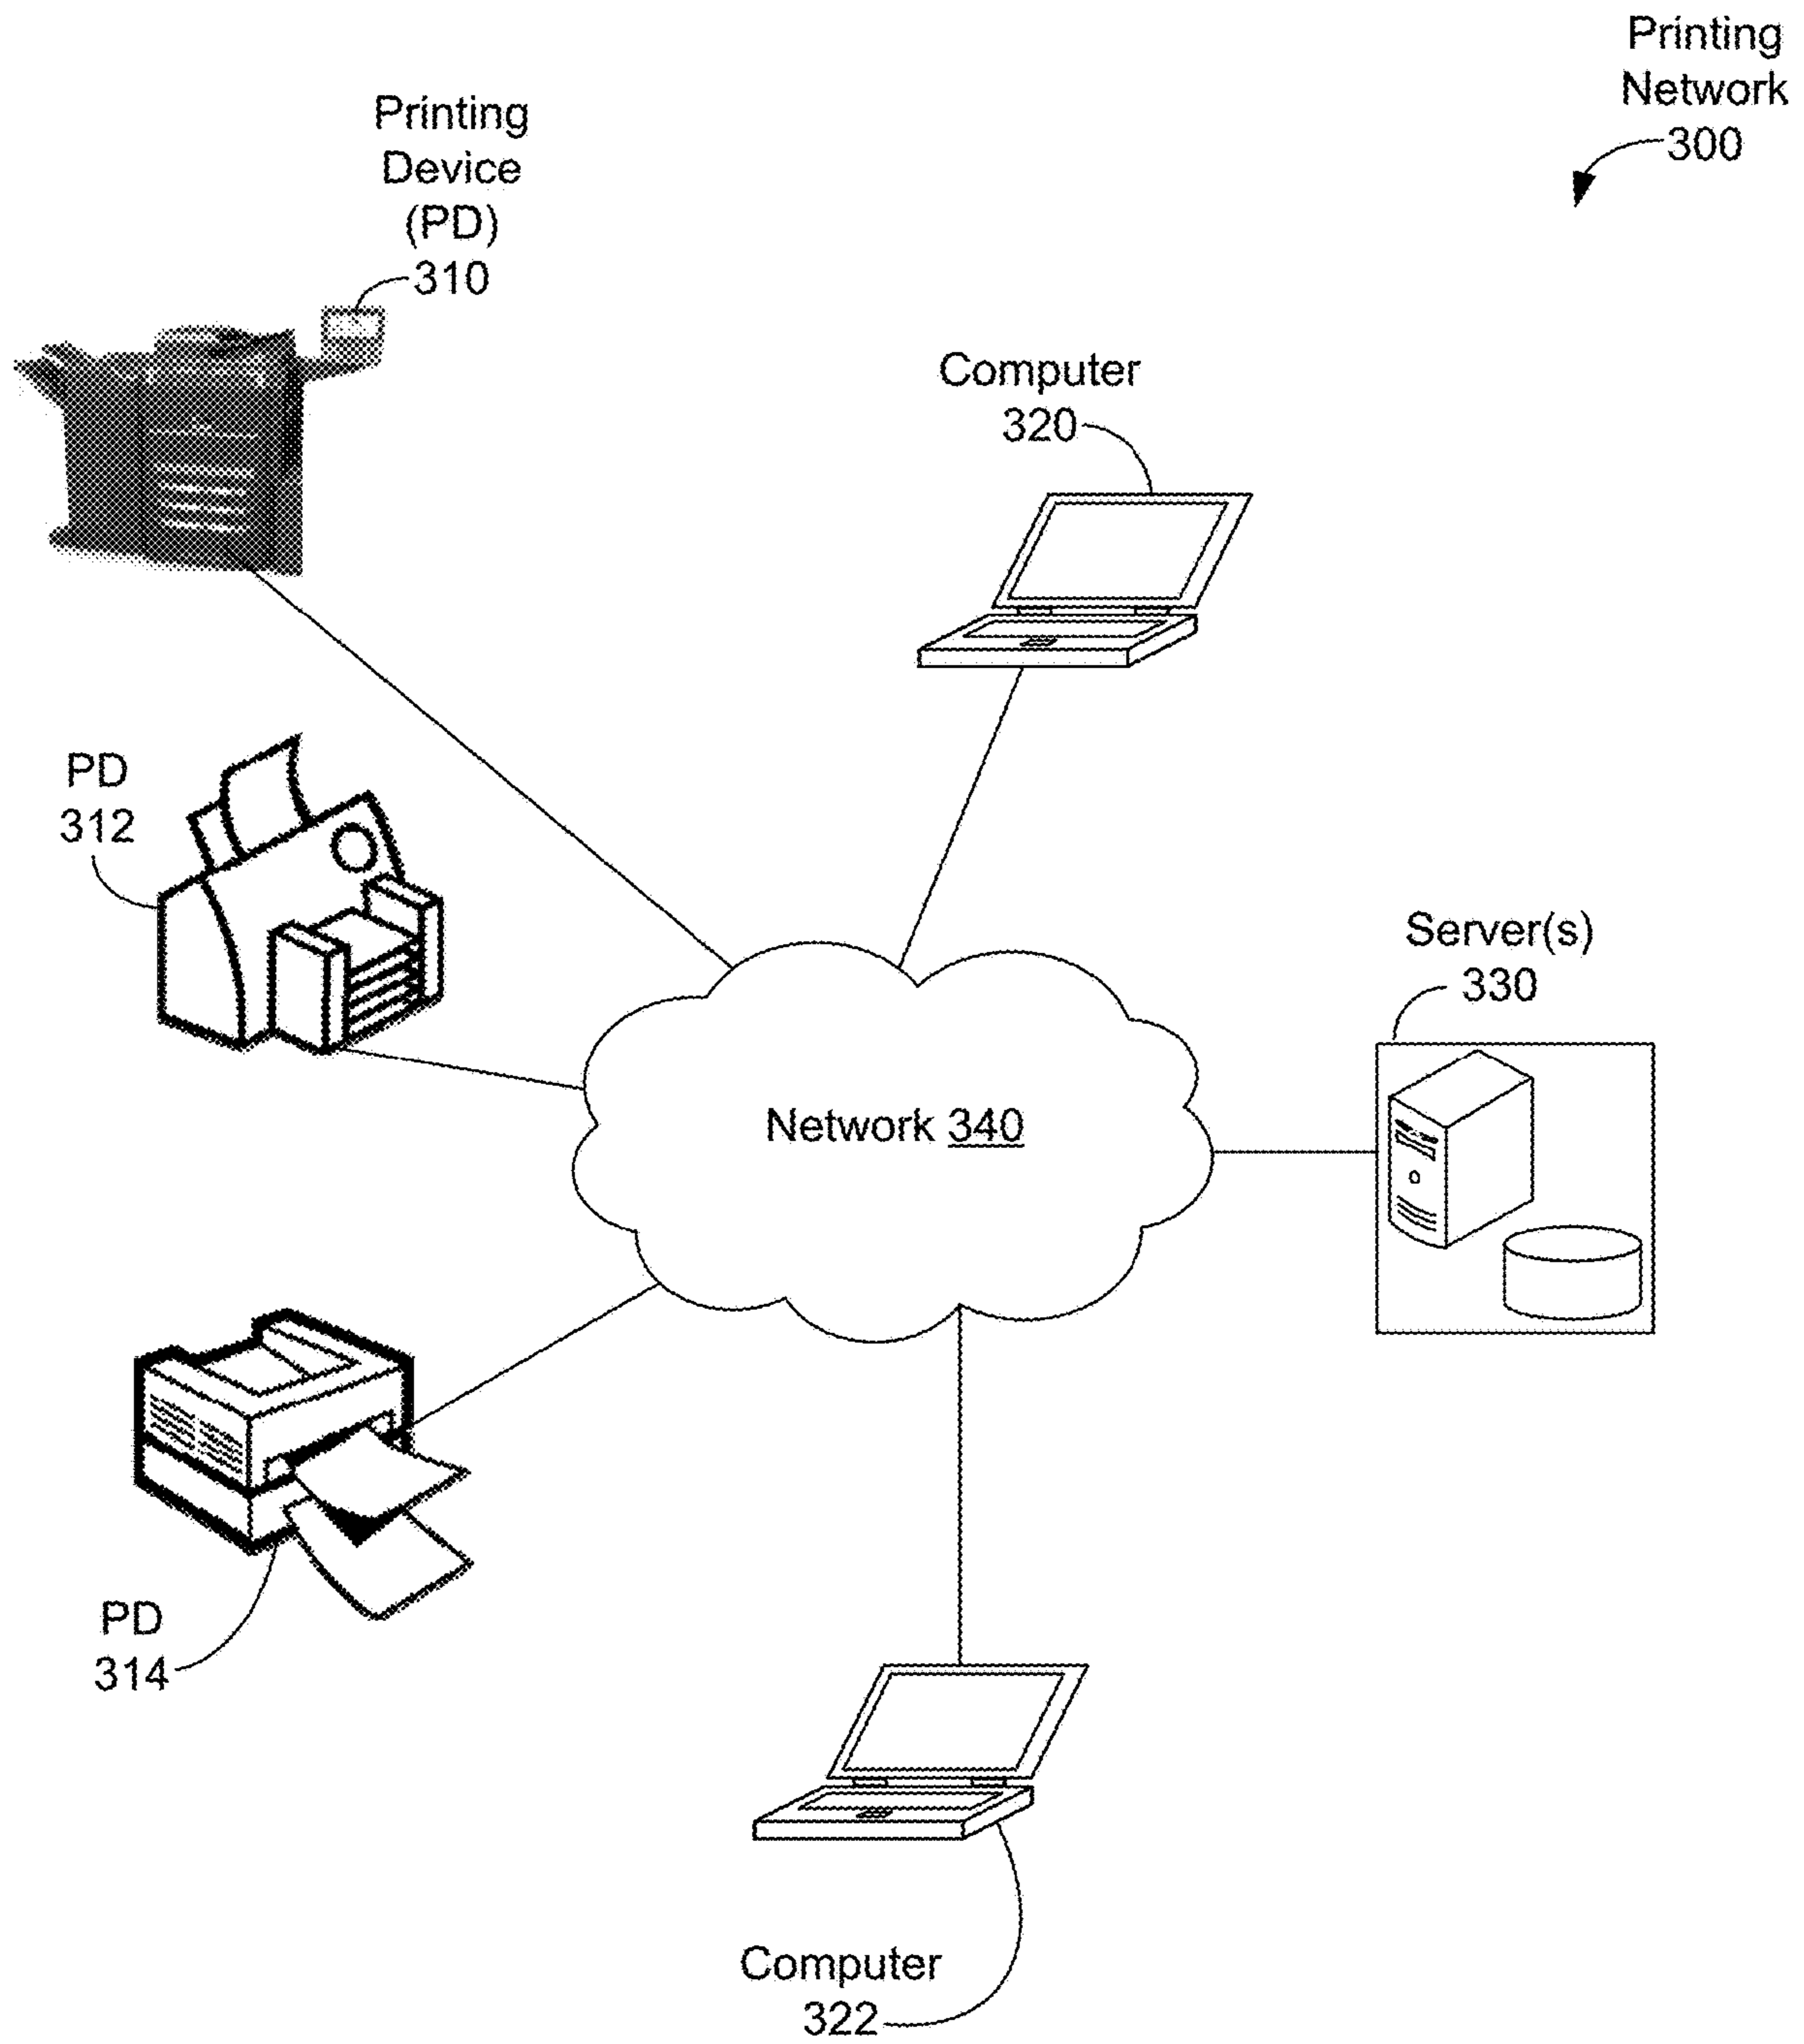 Printing
Network
300
Printing
Device
(PD)
310
Computer
320
PD
312
Server(s)
330
Network 340
PD
314
Computer
322